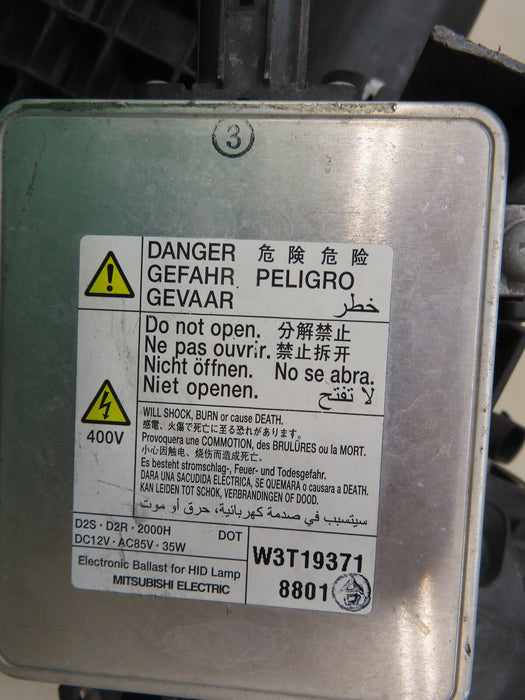 3
DANGER 危険 危险
GEFAHR PELIGRO
GEVAAR خطر
Do not open. 分解禁止
Ne pas ouvrir. 禁止拆开
Nicht öffnen. No se abra.
Niet openen. لا تفتح
400V
WILL SHOCK, BURN or cause DEATH.
感電、火傷で死亡に至る恐れがあります。
Provoquera une COMMOTION, des BRULÛRES ou la MORT.
小心因触电、烧伤而造成死亡。
Es besteht stromschlag-, Feuer- und Todesgefahr.
DARA UNA SACUDIDA ELÉCTRICA, SE QUEMARA o causara a DEATH.
KAN LEIDEN TOT SCHOK, VERBRANDINGEN OF DOOD.
سيتسبب في صدمة كهربائية، حرق أو موت
D2S · D2R · 2000H DOT
DC12V · AC85V · 35W
Electronic Ballast for HID Lamp
MITSUBISHI ELECTRIC
W3T19371
8801